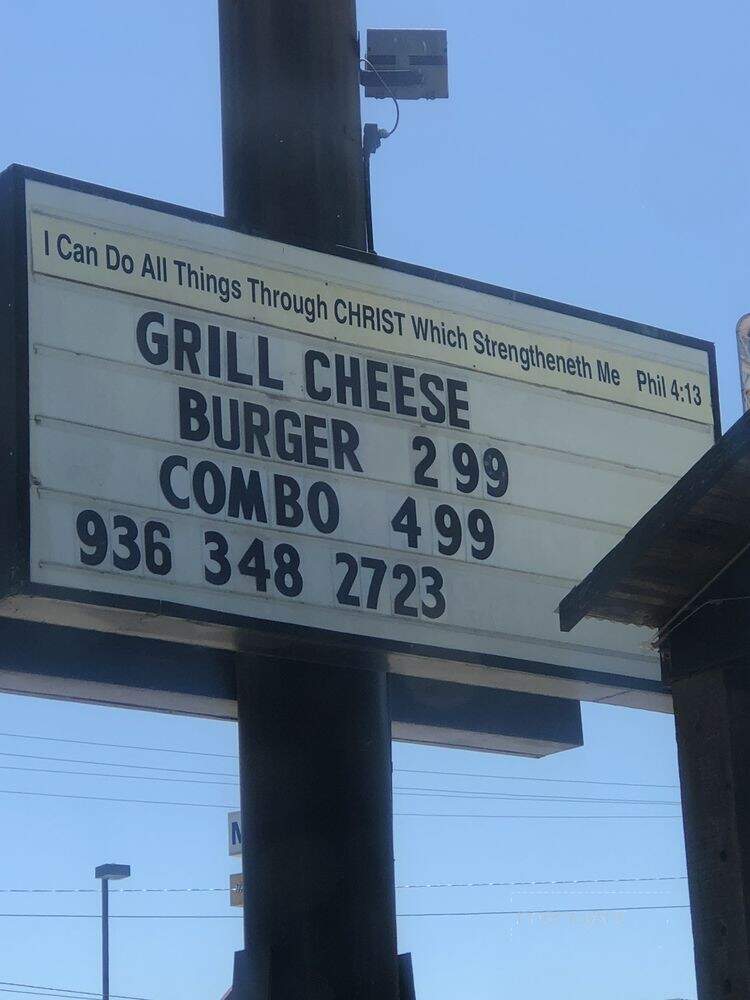 I Can Do All Things Through CHRIST Which Strengtheneth Me Phil 4:13
GRILL CHEESE
BURGER 2 99
COMBO 4 99
936 348 2723